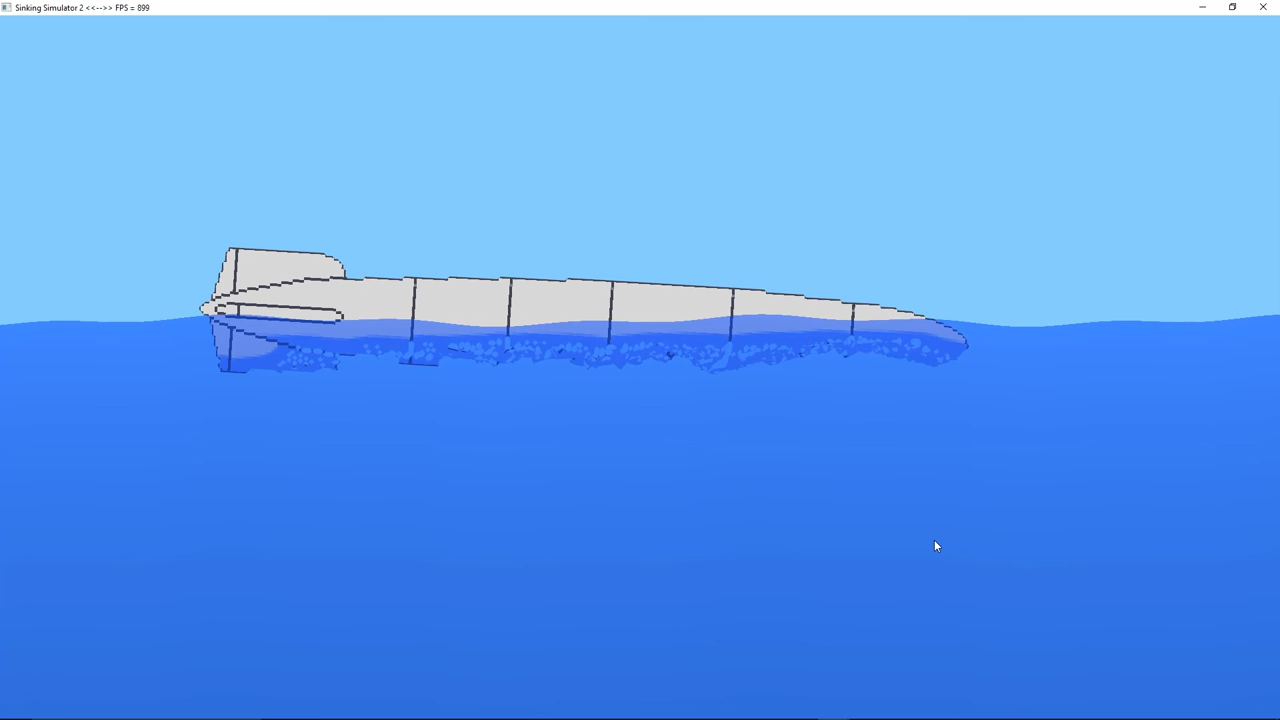 Sinking Simulator 2 <<-->> FPS = 899